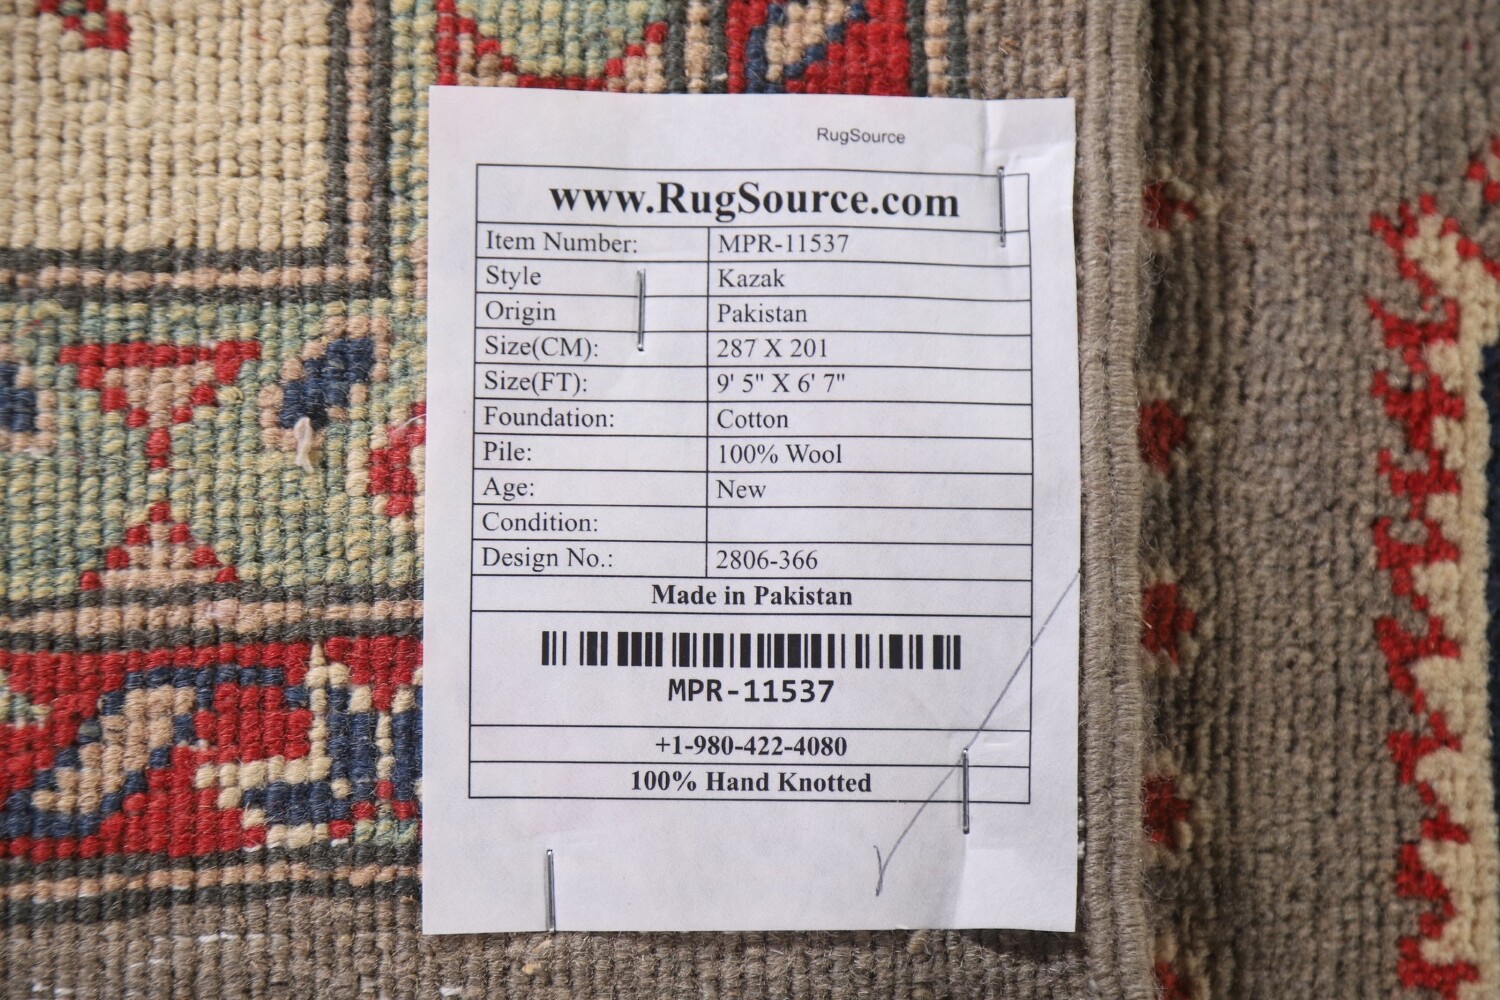 RugSource
www.RugSource.com
Item Number: MPR-11537
Style Kazak
Origin Pakistan
Size(CM): 287 X 201
Size(FT): 9' 5" X 6' 7"
Foundation: Cotton
Pile: 100% Wool
Age: New
Condition:
Design No.: 2806-366
Made in Pakistan
MPR-11537
+1-980-422-4080
100% Hand Knotted